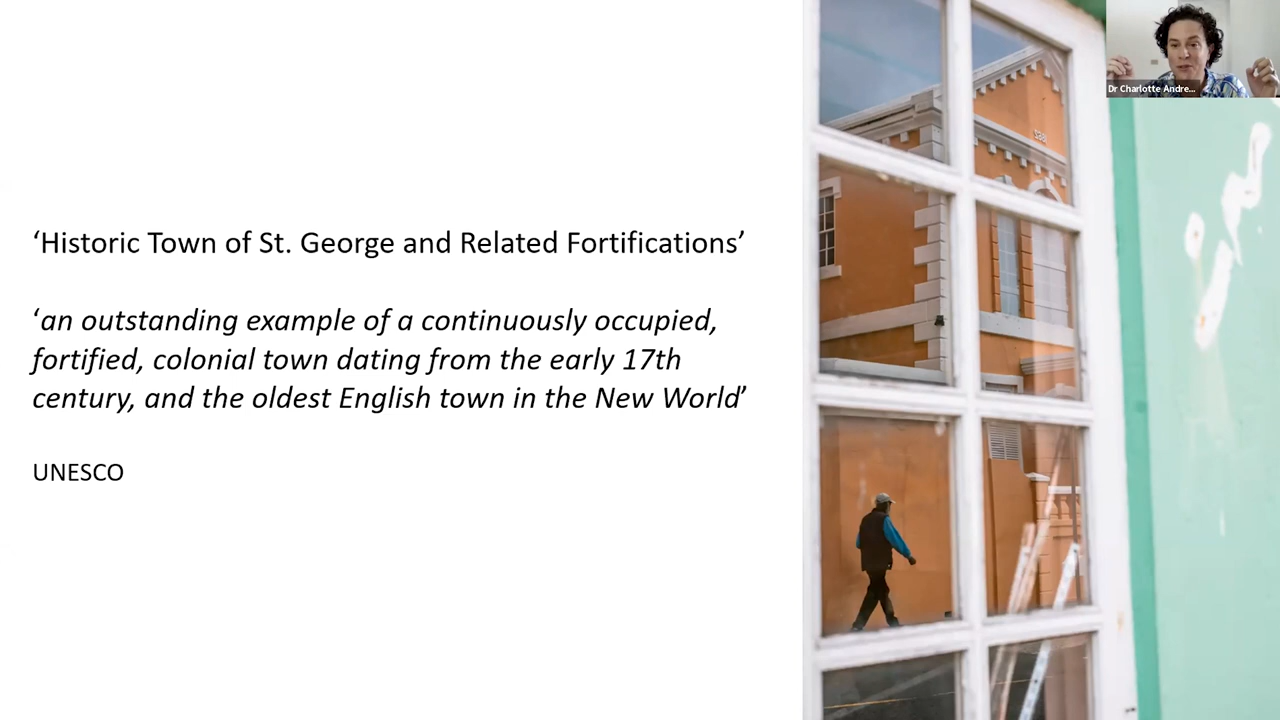 ‘Historic Town of St. George and Related Fortifications’
‘an outstanding example of a continuously occupied,
fortified, colonial town dating from the early 17th
century, and the oldest English town in the New World’
UNESCO
Dr Charlotte Andre...